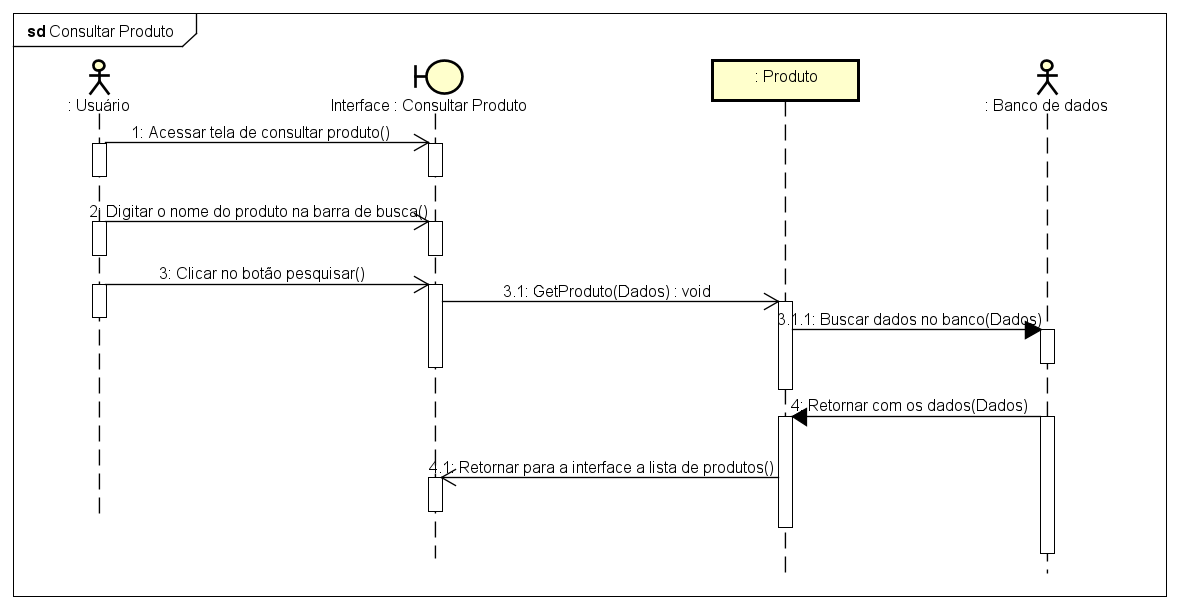 sd Consultar Produto
: Usuário
Interface : Consultar Produto
: Produto
: Banco de dados
1: Acessar tela de consultar produto()
2: Digitar o nome do produto na barra de busca()
3: Clicar no botão pesquisar()
3.1: GetProduto(Dados) : void
3.1.1: Buscar dados no banco(Dados)
4: Retornar com os dados(Dados)
4.1: Retornar para a interface a lista de produtos()